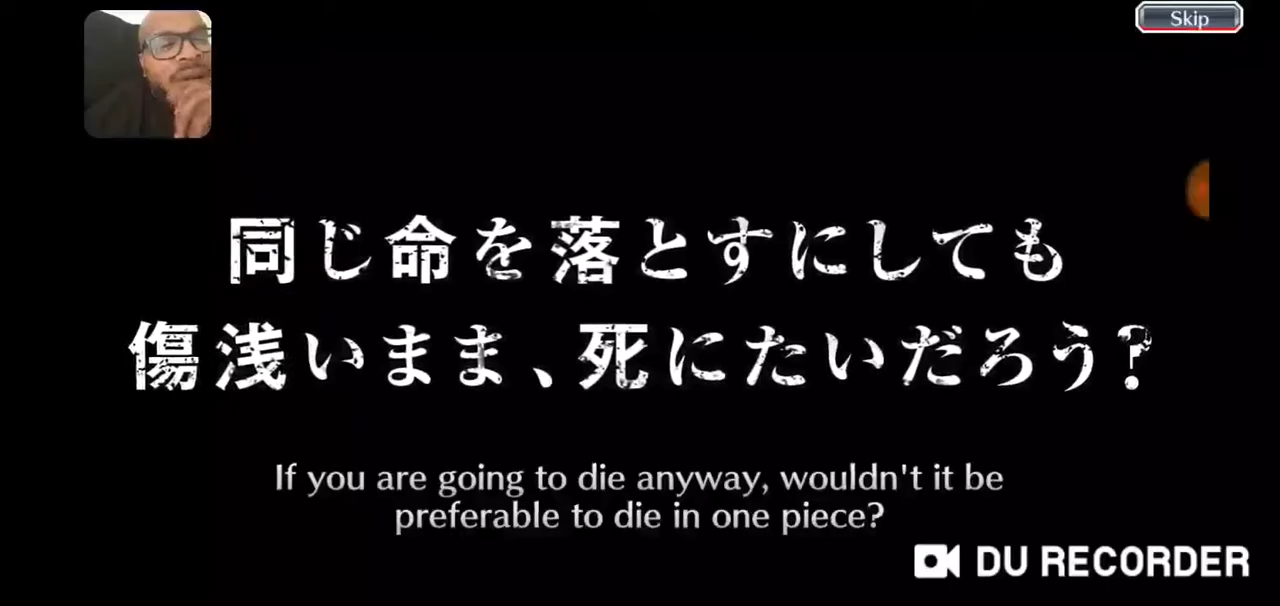 Skip
同じ命を落とすにしても
傷浅いまま、死にたいだろう?
If you are going to die anyway, wouldn't it be
preferable to die in one piece?
DU RECORDER